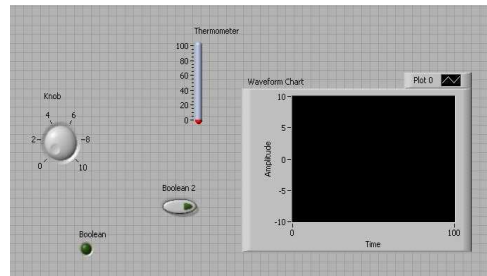 Thermometer
100
80
60
40
20
0
Knob
4 6
2 8
0 10
Waveform Chart
Plot 0
10
5
0
-5
-10
Amplitude
0 100
Time
Boolean 2
Boolean